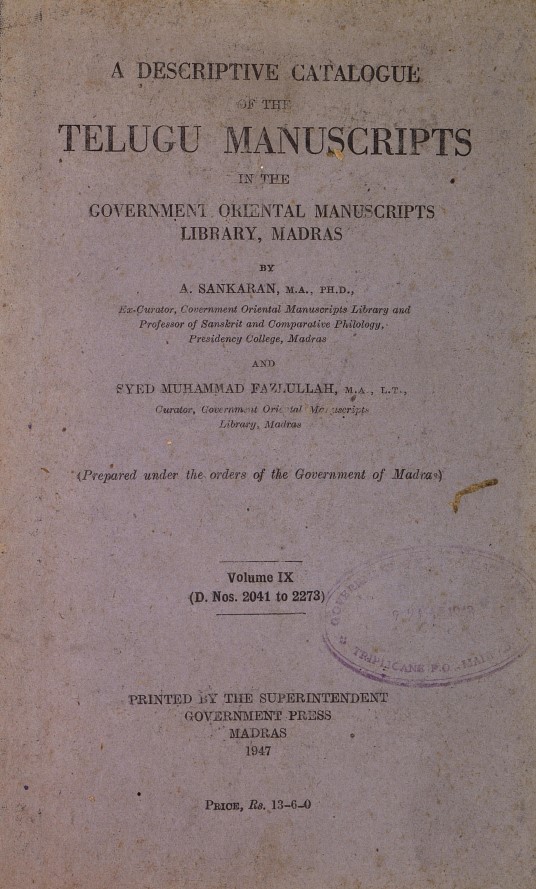 A DESCRIPTIVE CATALOGUE
OF THE
TELUGU MANUSCRIPTS
IN THE
GOVERNMENT ORIENTAL MANUSCRIPTS
LIBRARY, MADRAS
BY
A. SANKARAN, M.A., PH.D.,
Ex-Curator, Government Oriental Manuscripts Library and
Professor of Sanskrit and Comparative Philology,
Presidency College, Madras
AND
SYED MUHAMMAD FAZLULLAH, M.A., L.T.,
Curator, Government Oriental Manuscripts
Library, Madras
(Prepared under the orders of the Government of Madras)
Volume IX
(D. Nos. 2041 to 2273)
TRIPLICANE P.O.
PRINTED BY THE SUPERINTENDENT
GOVERNMENT PRESS
MADRAS
1947
PRICE, Rs. 13-6-0